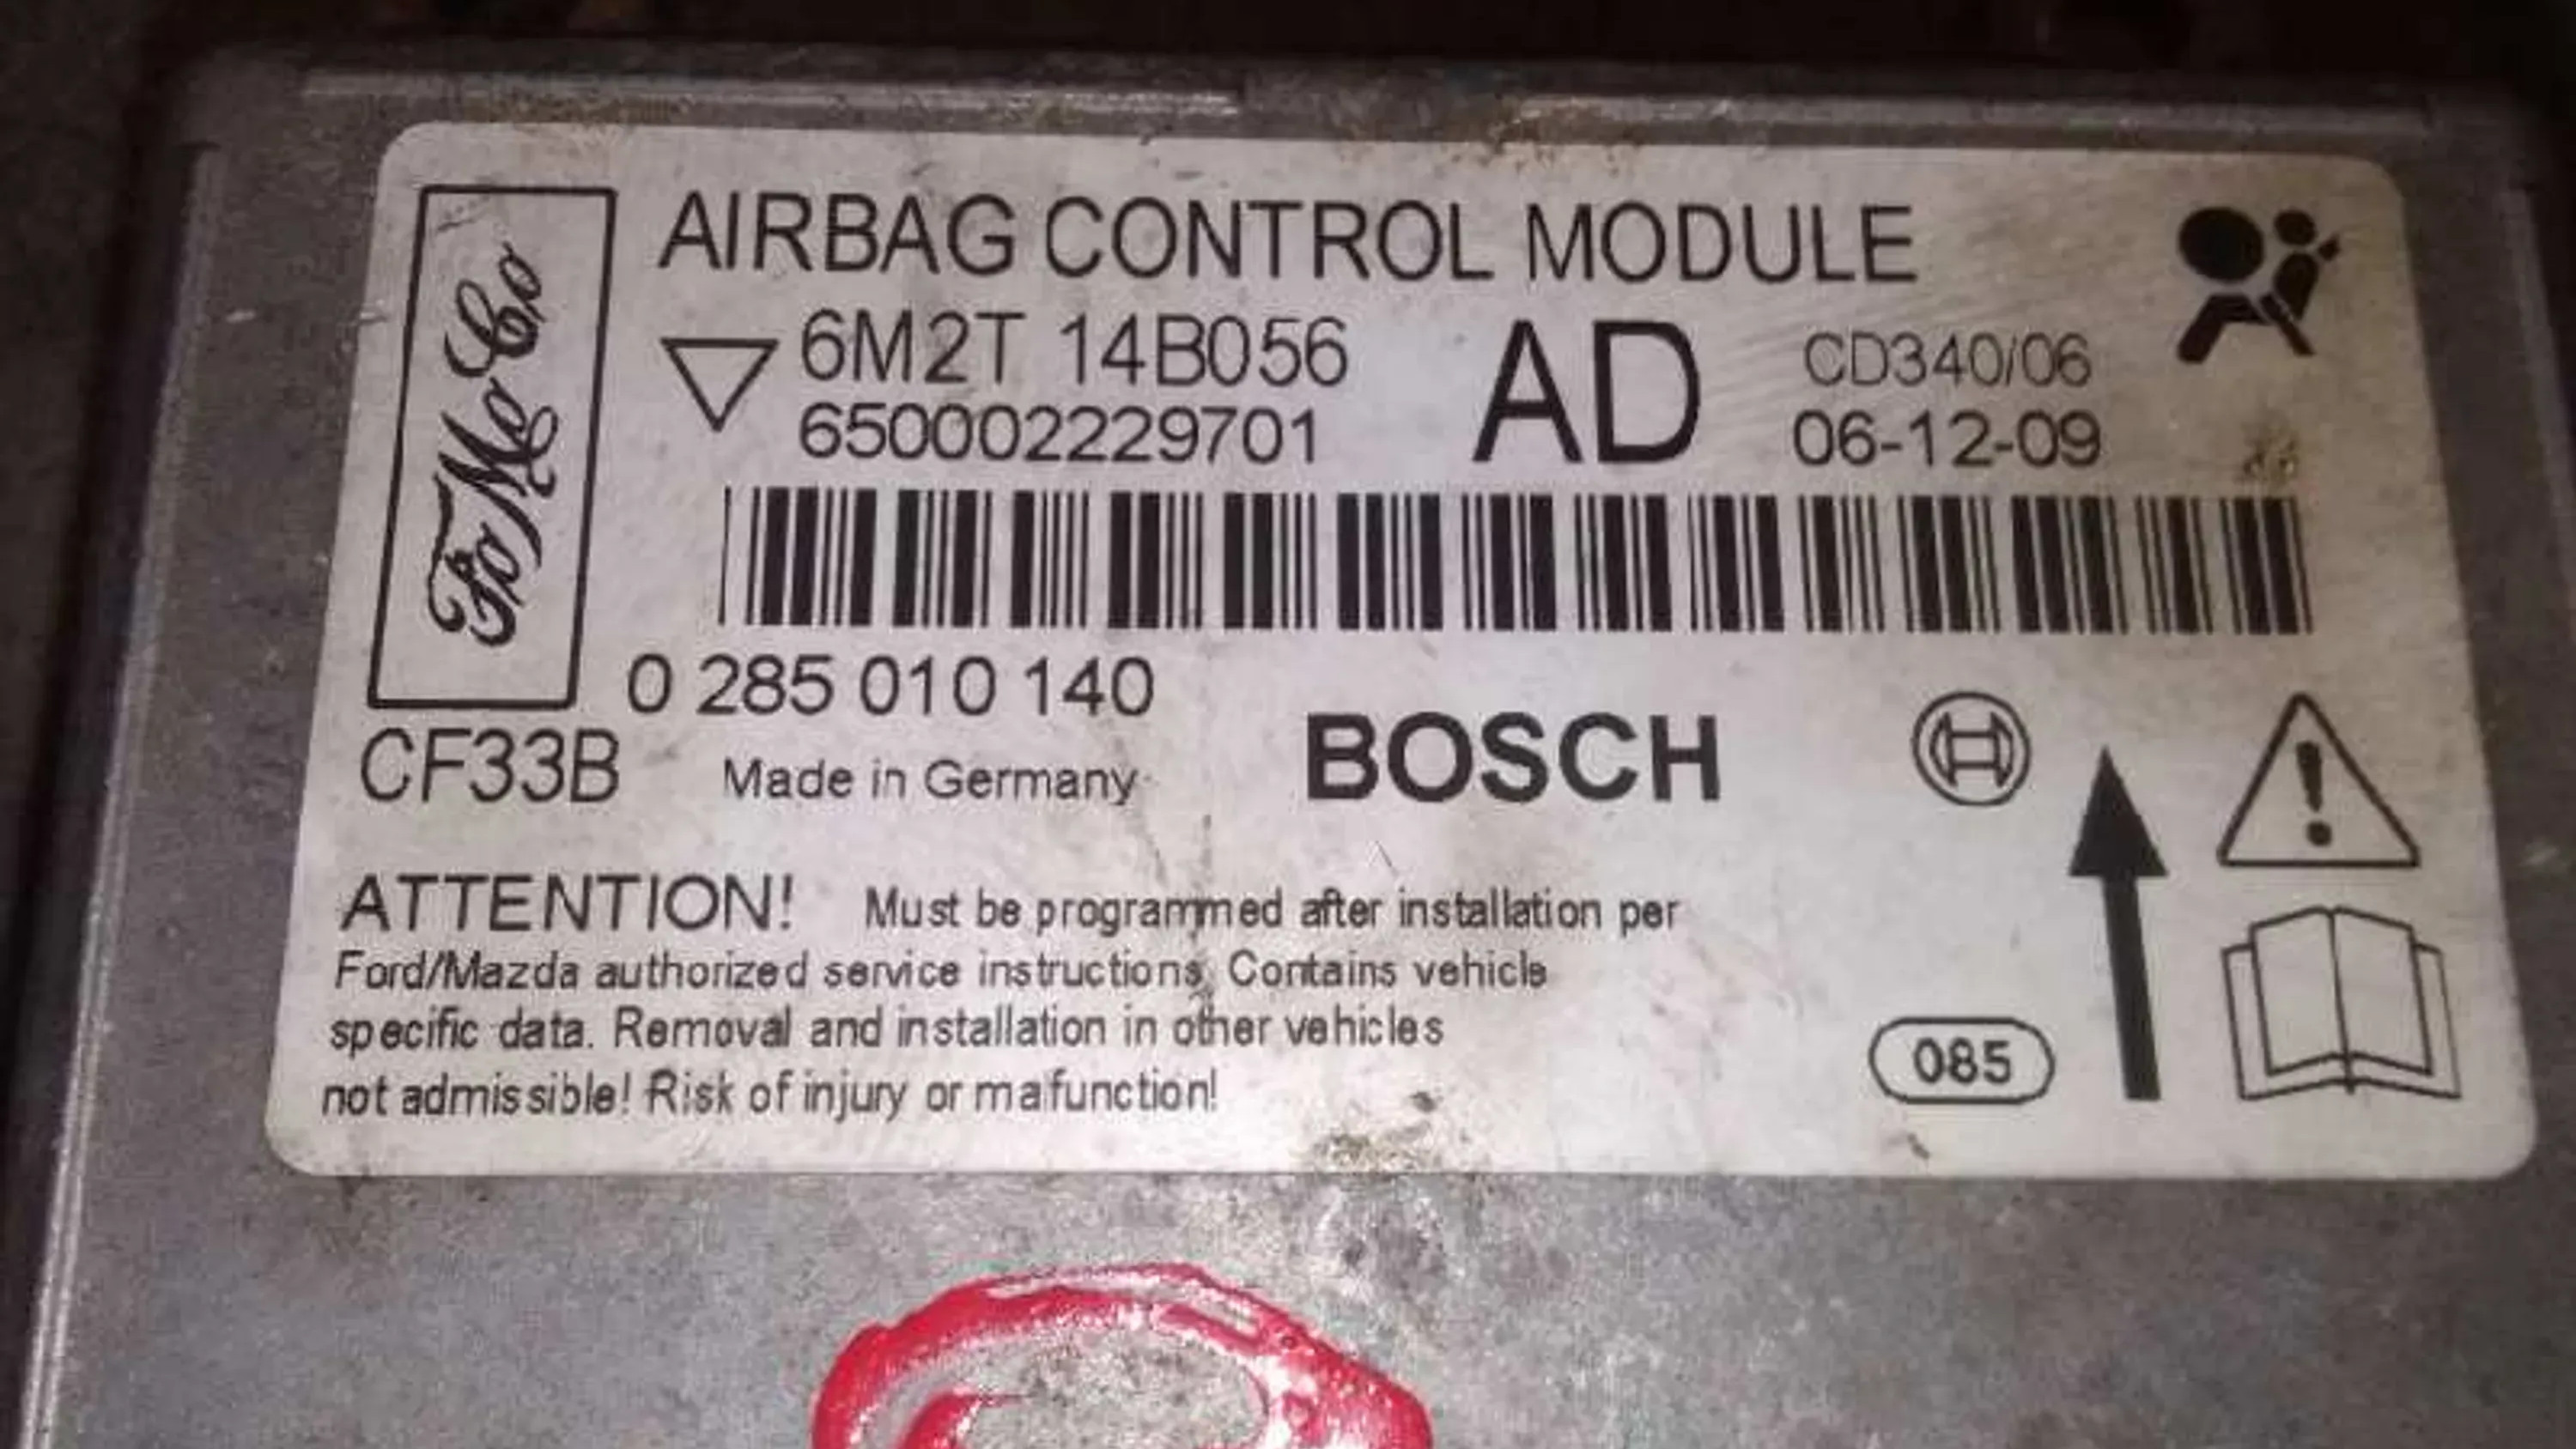 FoMoCo
AIRBAG CONTROL MODULE
6M2T 14B056
AD
CD340/06
650002229701
06-12-09
0 285 010 140
CF33B
Made in Germany
BOSCH
ATTENTION! Must be programmed after installation per
Ford/Mazda authorized service instructions. Contains vehicle
specific data. Removal and installation in other vehicles
not admissible! Risk of injury or malfunction!
085